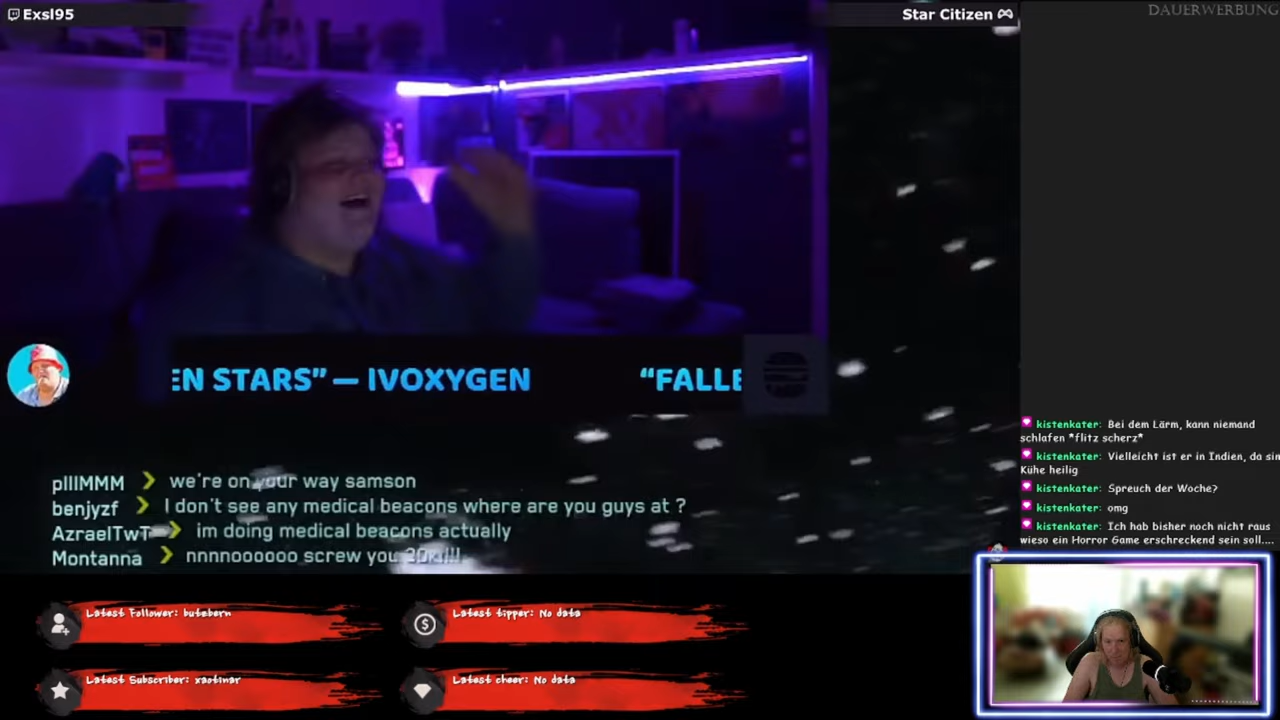 Exsl95
Star Citizen
DAUERWERBUNG
EN STARS” — IVOXYGEN “FALLE
plllMMM we're on your way samson
benjyzf I don't see any medical beacons where are you guys at ?
AzraelTwT im doing medical beacons actually
Montanna nnnnoooooo screw you
kistenkater: Bei dem Lärm, kann niemand
schlafen *flitz scherz*
kistenkater: Vielleicht ist er in Indien, da sin
Kühe heilig
kistenkater: Spreuch der Woche?
kistenkater: omg
kistenkater: Ich hab bisher noch nicht raus
wieso ein Horror Game erschreckend sein soll....
Latest Follower: butebern
Latest tipper: No data
Latest Subscriber: xaotinar
Latest cheer: No data